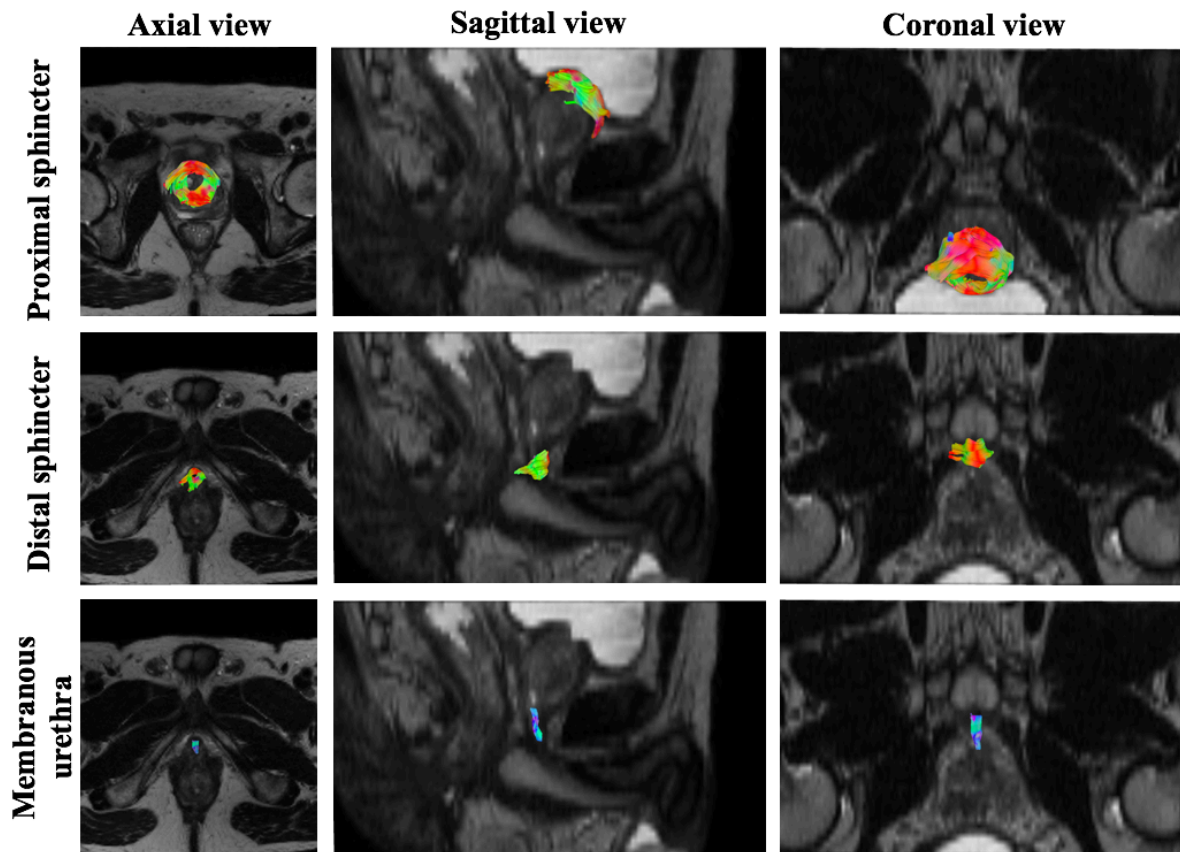 Axial view
Sagittal view
Coronal view
Proximal sphincter
Distal sphincter
Membranous
urethra